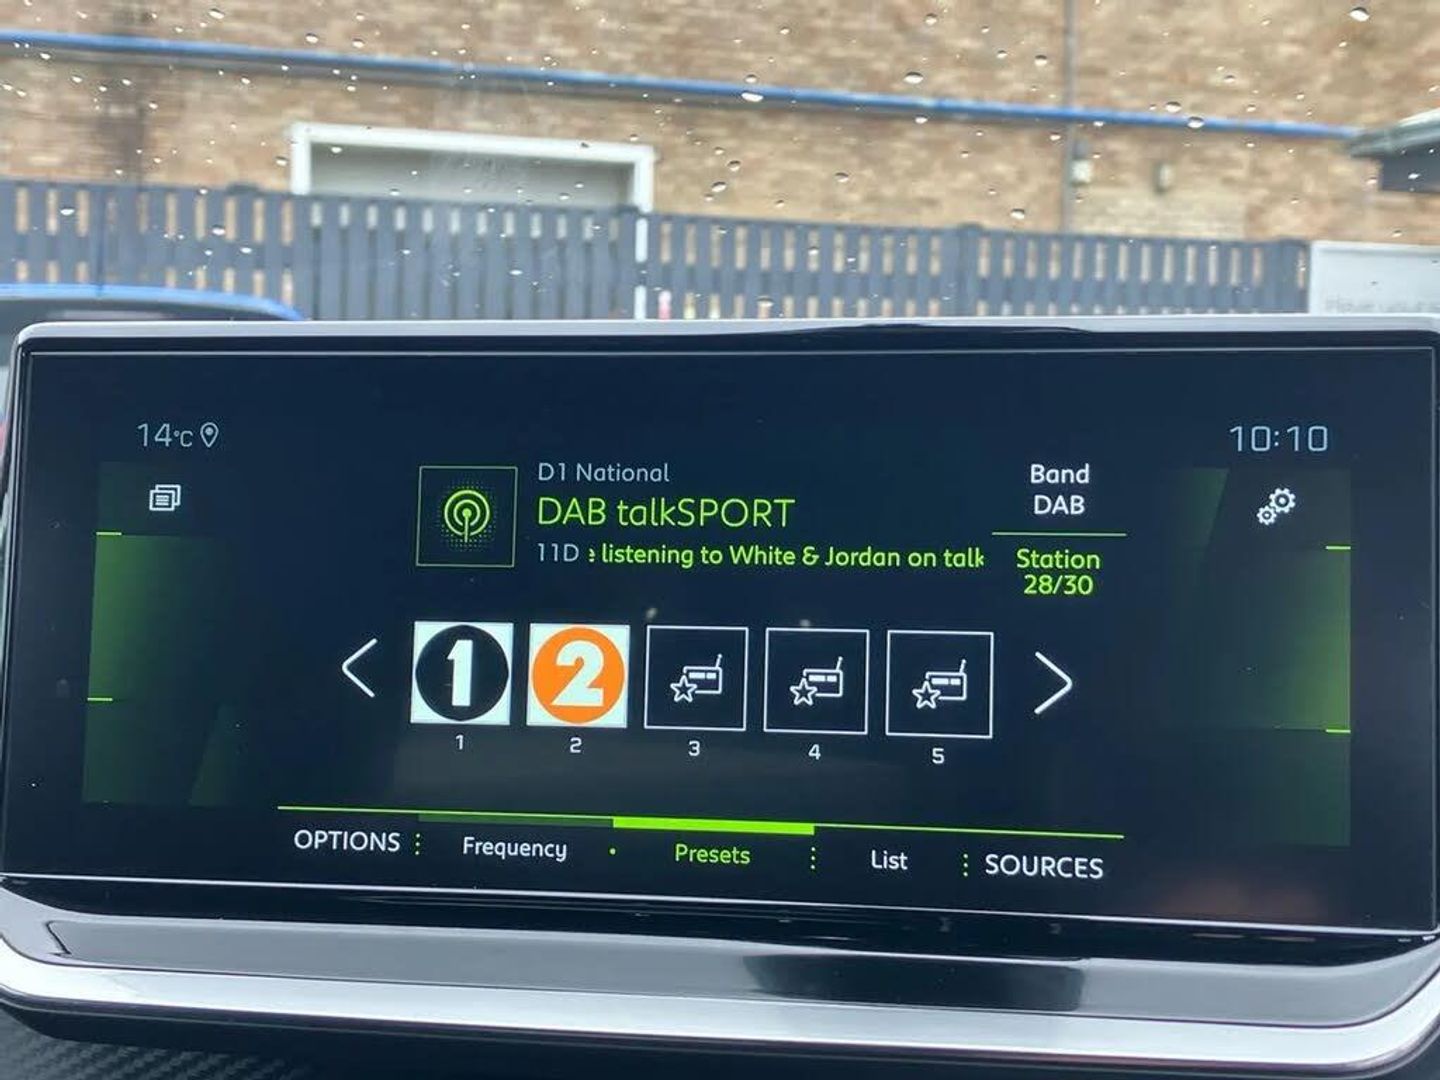 14°C
10:10
D1 National
DAB talkSPORT
11D e listening to White & Jordan on talk
Band
DAB
Station
28/30
1
2
1
2
3
4
5
OPTIONS
Frequency
Presets
List
SOURCES